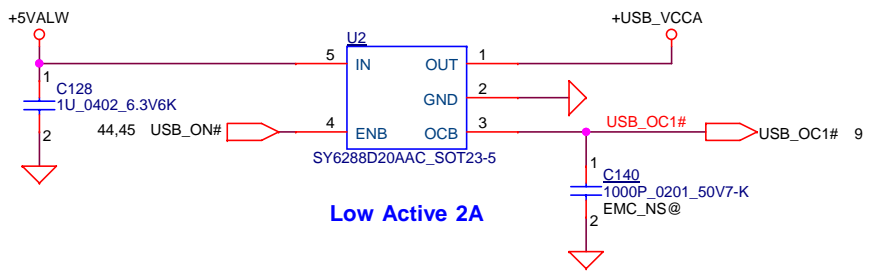 +5VALW
+USB_VCCA
U2
5
IN
OUT
1
1
C128
1U_0402_6.3V6K
2
GND
2
44,45
USB_ON#
4
ENB
OCB
3
USB_OC1#
USB_OC1#
9
SY6288D20AAC_SOT23-5
1
C140
1000P_0201_50V7-K
EMC_NS@
2
Low Active 2A